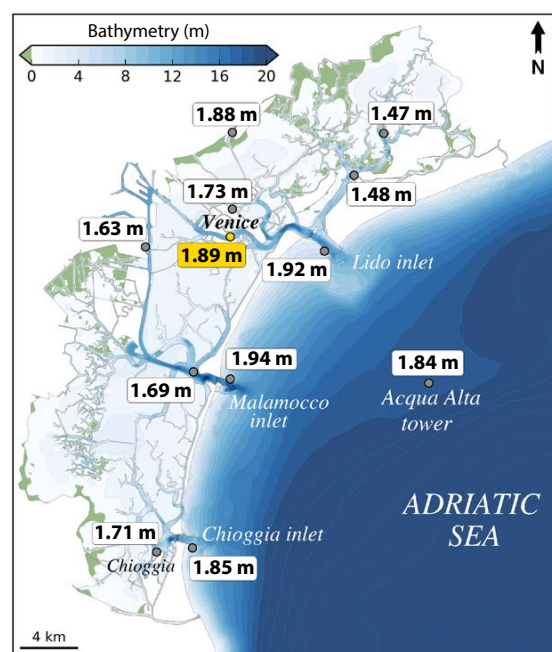 Bathymetry (m)
0 4 8 12 16 20
N
1.88 m
1.47 m
1.73 m
1.48 m
Venice
1.63 m
1.89 m
1.92 m
Lido inlet
1.94 m
1.84 m
1.69 m
Malamocco
inlet
Acqua Alta
tower
ADRIATIC
SEA
1.71 m
Chioggia inlet
Chioggia
1.85 m
4 km